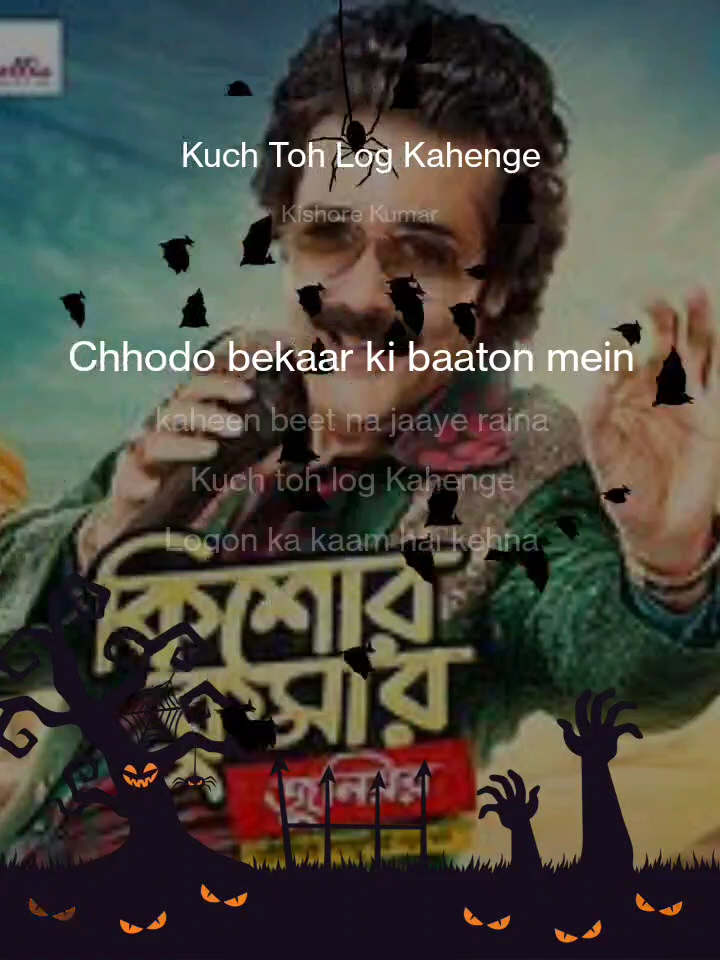 Kuch Toh Log Kahenge
Kishore Kumar
Chhodo bekaar ki baaton mein
kaheen beet na jaaye raina
Kuch toh log Kahenge
Logon ka kaam hai kehna
কিশোর
কুমার
জুনিয়র